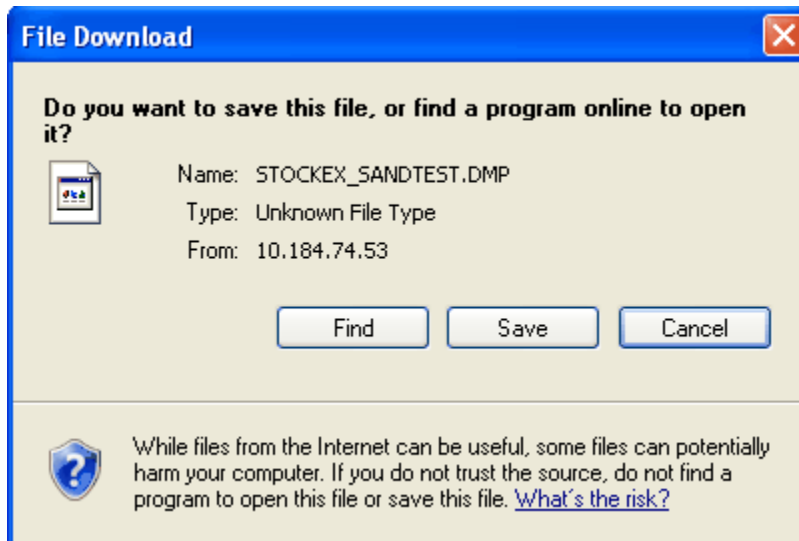 File Download
Do you want to save this file, or find a program online to open
it?
Name: STOCKEX_SANDTEST.DMP
Type: Unknown File Type
From: 10.184.74.53
Find Save Cancel
While files from the Internet can be useful, some files can potentially
harm your computer. If you do not trust the source, do not find a
program to open this file or save this file. What's the risk?